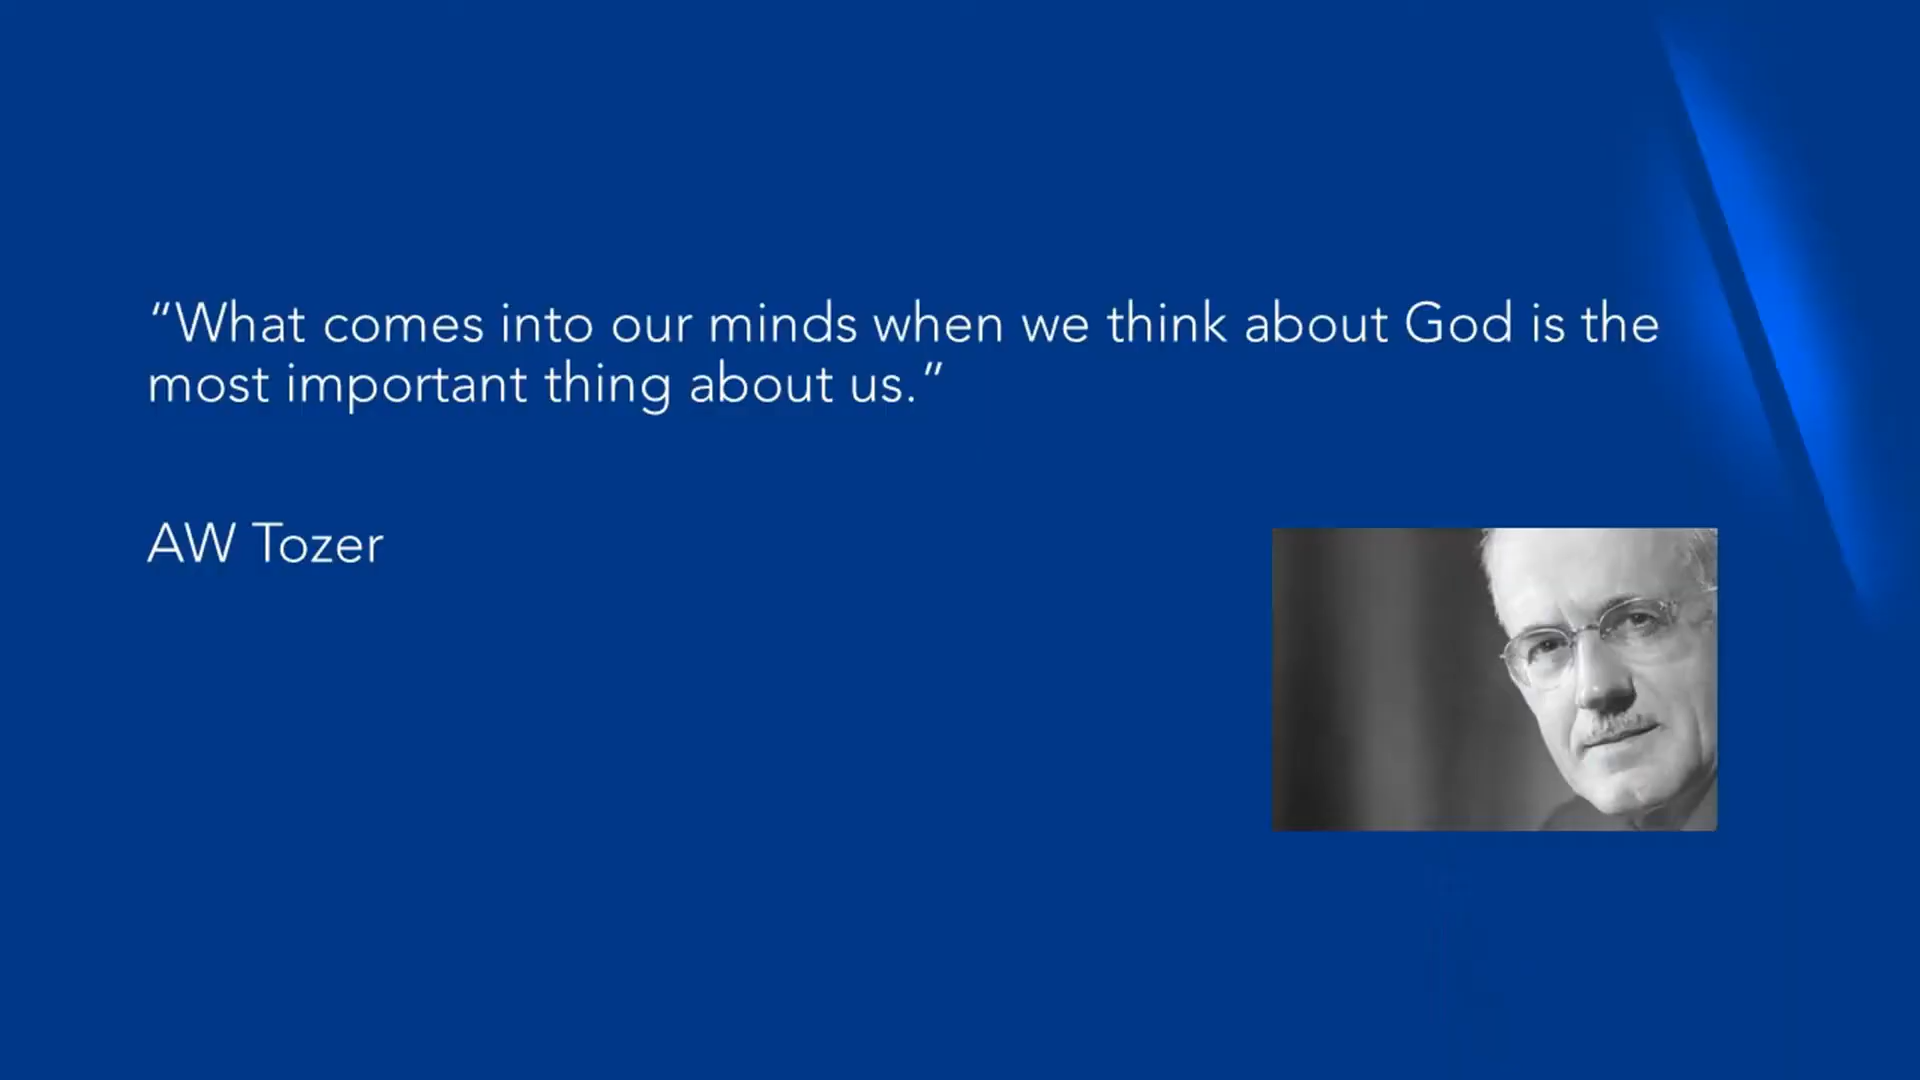 “What comes into our minds when we think about God is the
most important thing about us.”
AW Tozer